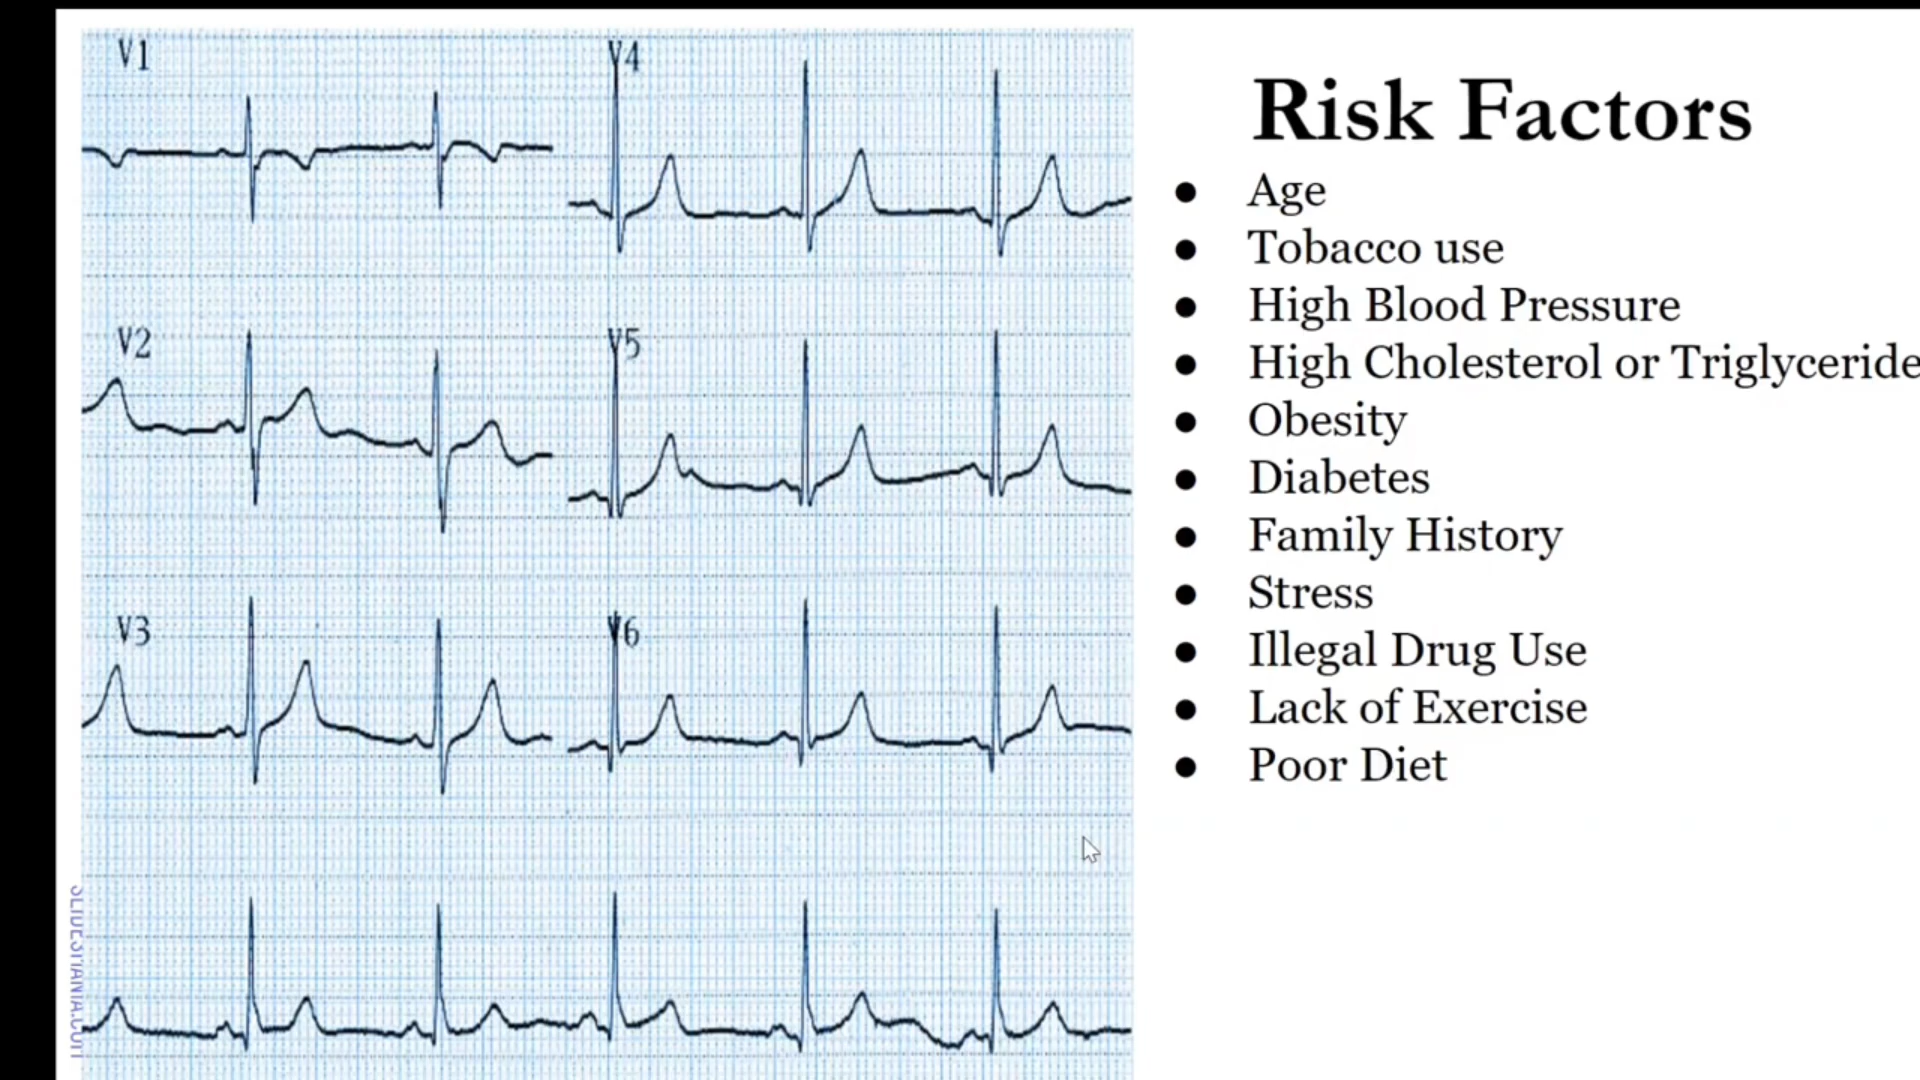 V1
V4
V2
V5
V3
V6
Risk Factors
● Age
● Tobacco use
● High Blood Pressure
● High Cholesterol or Triglyceride
● Obesity
● Diabetes
● Family History
● Stress
● Illegal Drug Use
● Lack of Exercise
● Poor Diet